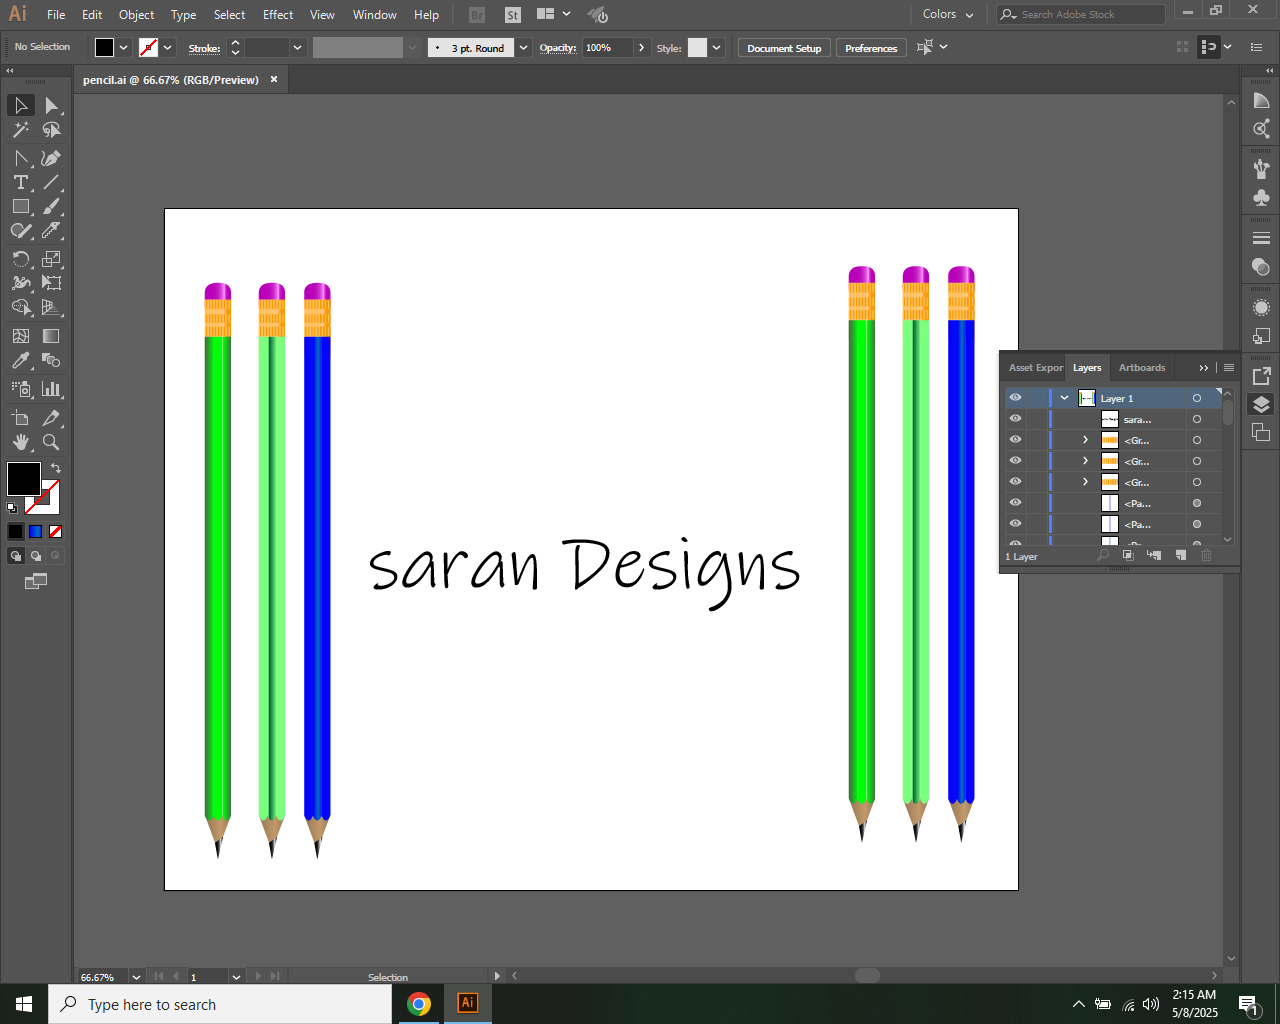 Ai File Edit Object Type Select Effect View Window Help Br St Colors Search Adobe Stock
No Selection Stroke: 3 pt. Round Opacity: 100% Style: Document Setup Preferences
pencil.ai @ 66.67% (RGB/Preview) ×
Asset Expor Layers Artboards
Layer 1
sara...
<Gr...
<Gr...
<Gr...
<Pa...
<Pa...
1 Layer
saran Designs
66.67% 1 Selection
Type here to search Ai
2:15 AM
5/8/2025
1